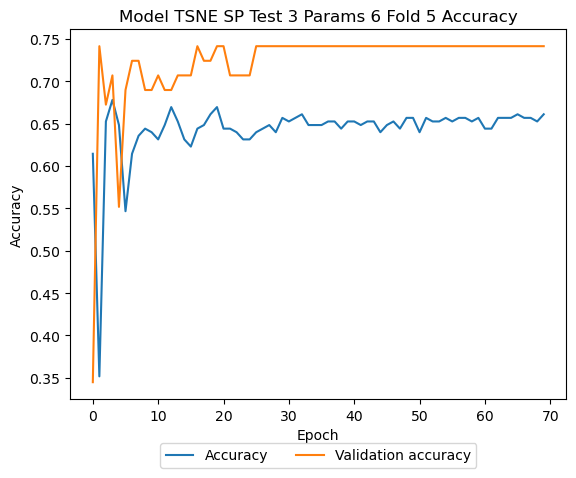 Model TSNE SP Test 3 Params 6 Fold 5 Accuracy
0.75
0.70
0.65
0.60
0.55
0.50
0.45
0.40
0.35
Accuracy
0 10 20 30 40 50 60 70
Epoch
Accuracy Validation accuracy